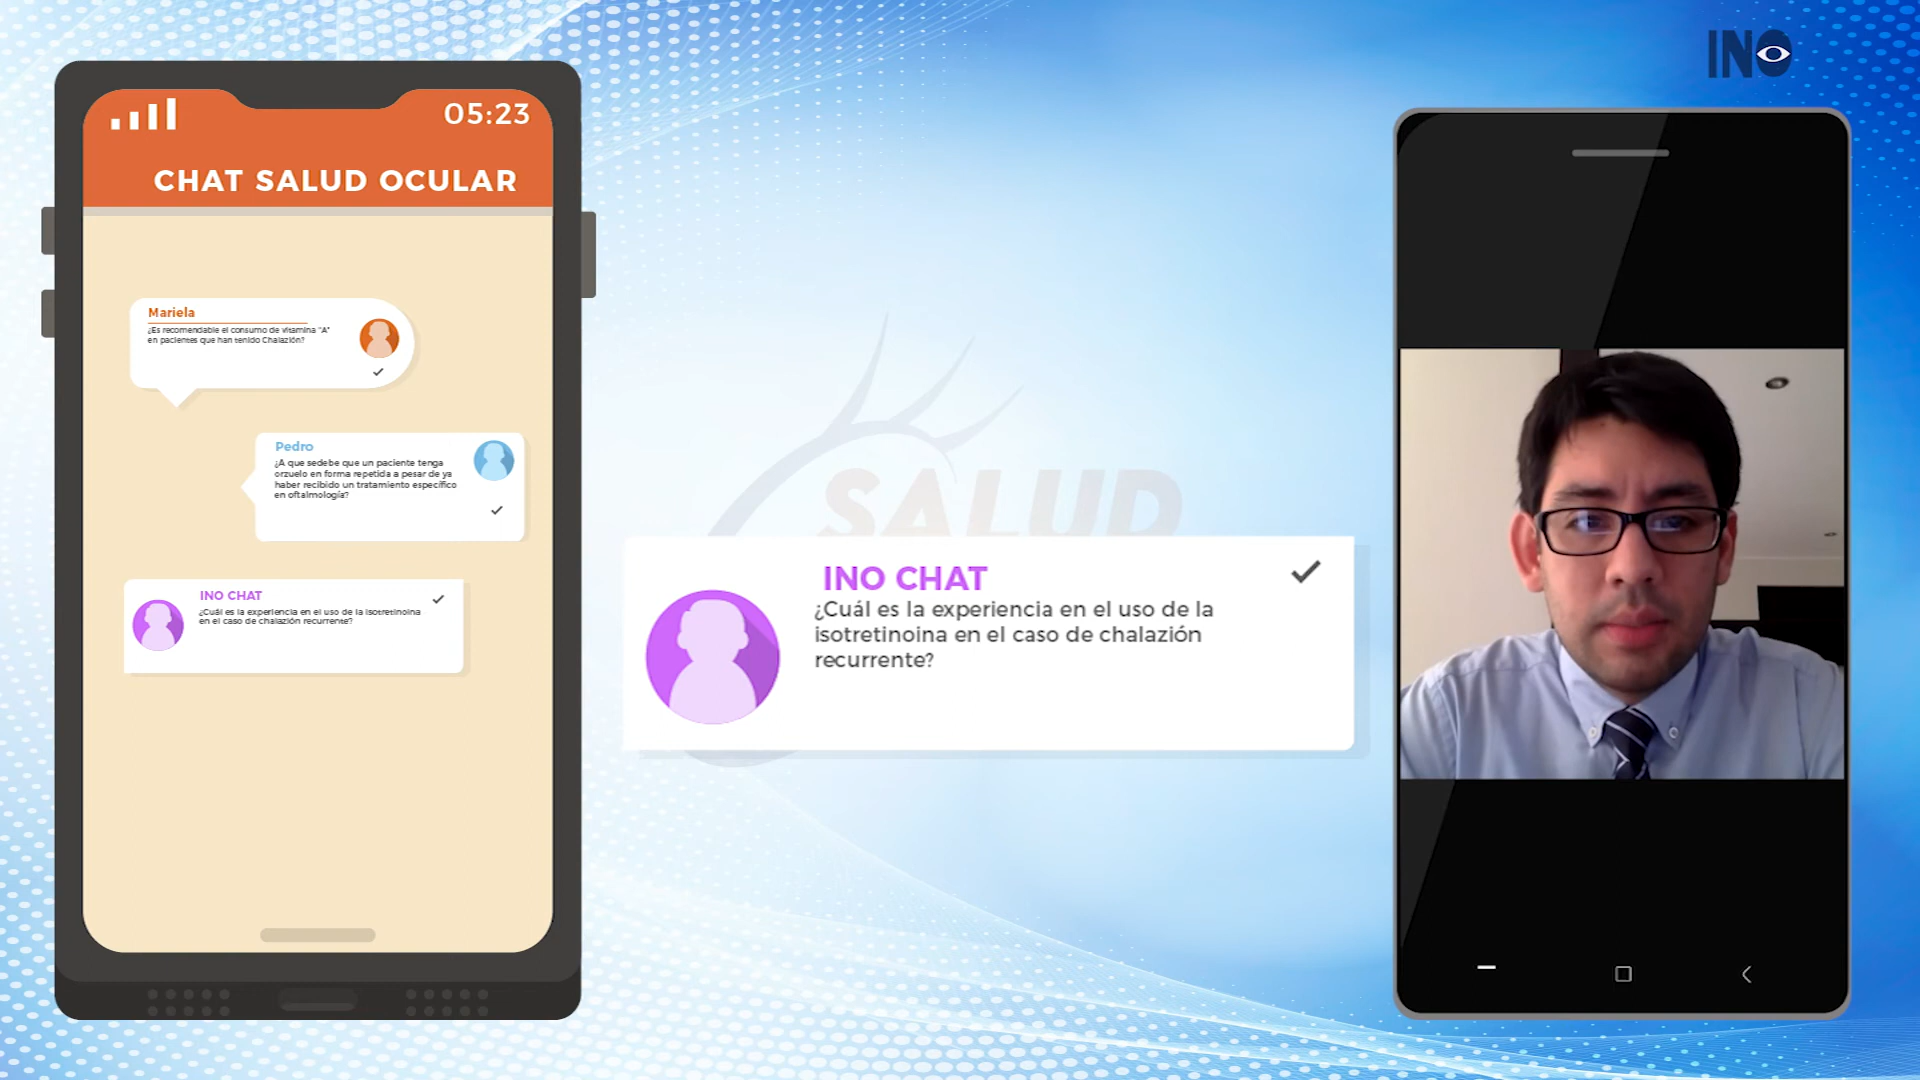 INO
05:23
CHAT SALUD OCULAR
Mariela
¿Es recomendable el consumo de vitamina "A"
en pacientes que han tenido Chalazión?
Pedro
¿A que sedebe que un paciente tenga
orzuelo en forma repetida a pesar de ya
haber recibido un tratamiento específico
en oftalmología?
INO CHAT
¿Cuál es la experiencia en el uso de la isotretinoina
en el caso de chalazión recurrente?
SALUD
INO CHAT
¿Cuál es la experiencia en el uso de la
isotretinoina en el caso de chalazión
recurrente?